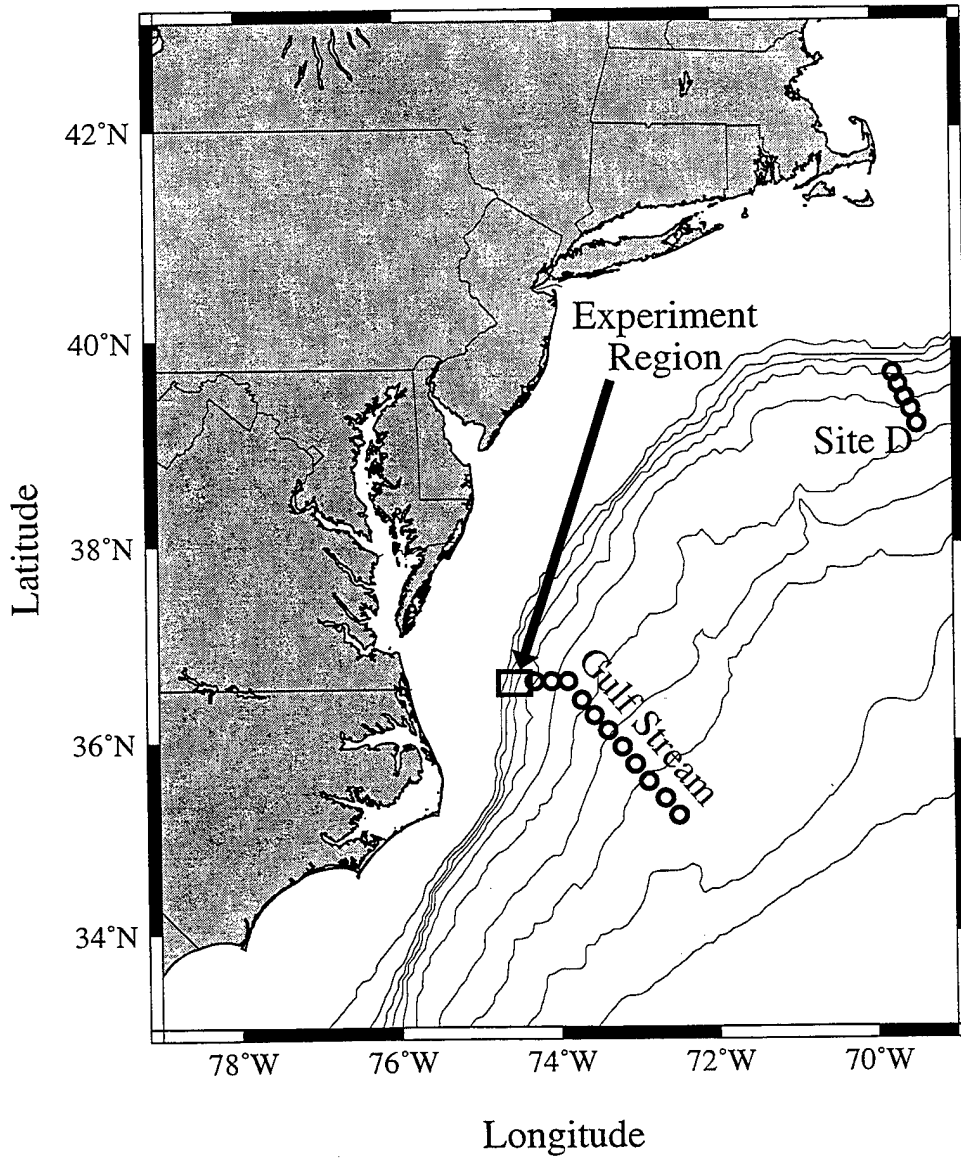 42˚N
40˚N
38˚N
36˚N
34˚N
Latitude
Experiment
Region
Site D
Gulf Stream
78˚W
76˚W
74˚W
72˚W
70˚W
Longitude